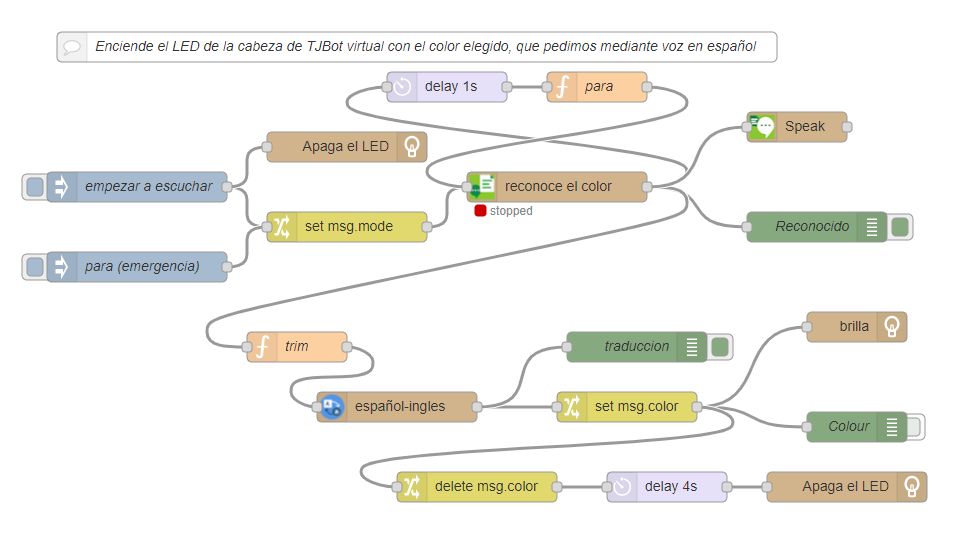 Enciende el LED de la cabeza de TJBot virtual con el color elegido, que pedimos mediante voz en español
delay 1s
para
Speak
Apaga el LED
empezar a escuchar
reconoce el color
stopped
set msg.mode
Reconocido
para (emergencia)
brilla
trim
traduccion
español-ingles
set msg.color
Colour
delete msg.color
delay 4s
Apaga el LED